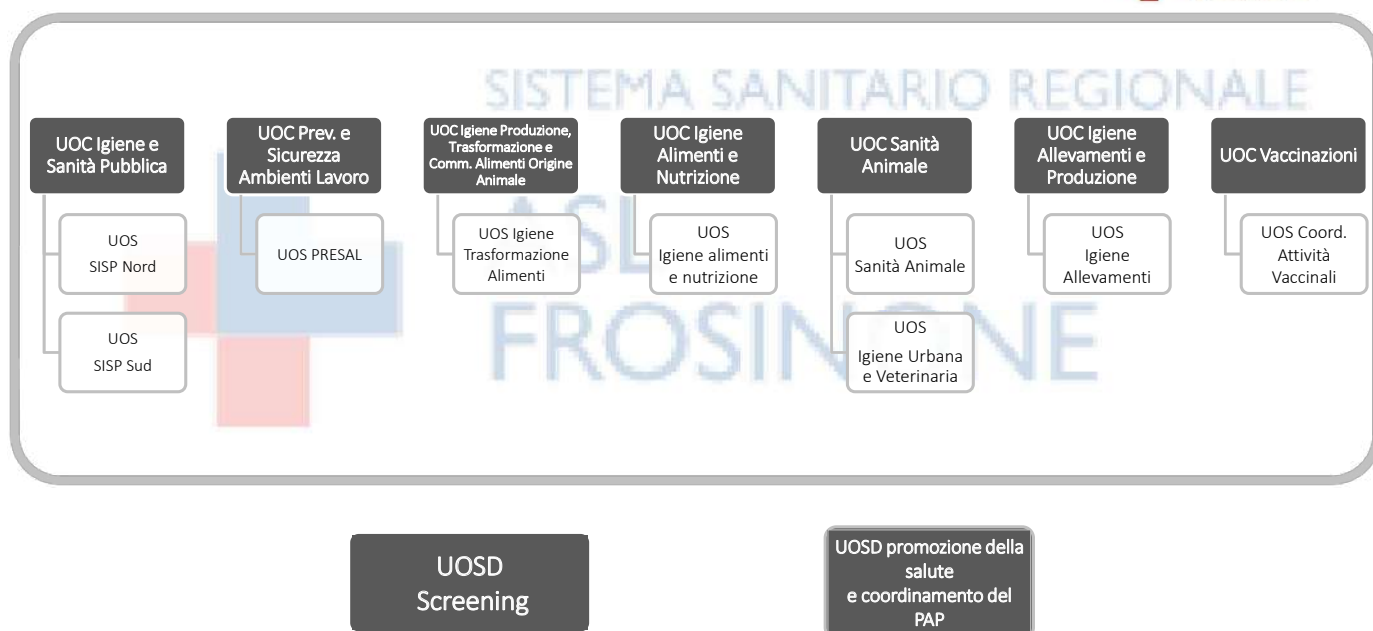 SISTEMA SANITARIO REGIONALE
ASL
FROSINONE
UOC Igiene e
Sanità Pubblica
UOS
SISP Nord
UOS
SISP Sud
UOC Prev. e
Sicurezza
Ambienti Lavoro
UOS PRESAL
UOC Igiene Produzione,
Trasformazione e
Comm. Alimenti Origine
Animale
UOS Igiene
Trasformazione
Alimenti
UOC Igiene
Alimenti e
Nutrizione
UOS
Igiene alimenti
e nutrizione
UOC Sanità
Animale
UOS
Sanità Animale
UOS
Igiene Urbana
e Veterinaria
UOC Igiene
Allevamenti e
Produzione
UOS
Igiene
Allevamenti
UOC Vaccinazioni
UOS Coord.
Attività
Vaccinali
UOSD
Screening
UOSD promozione della
salute
e coordinamento del
PAP